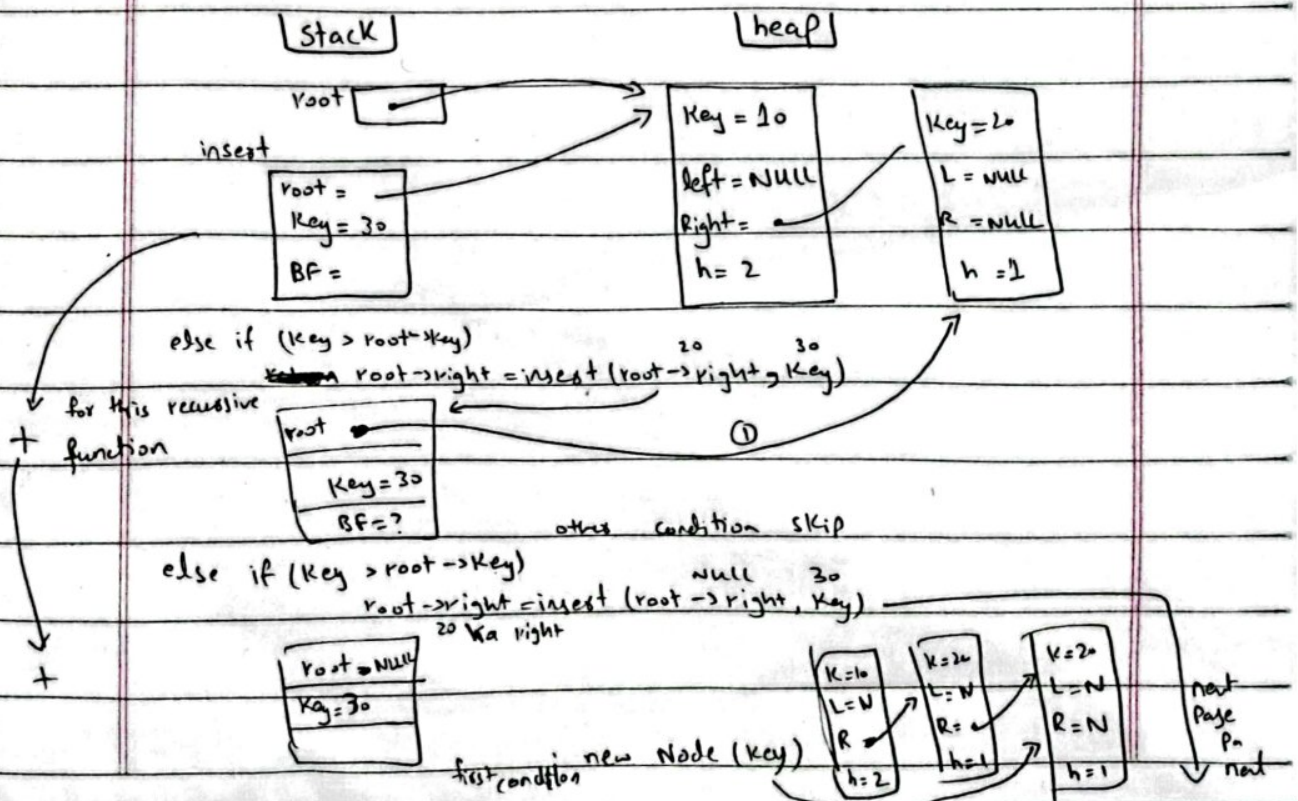 Stack heap
root
Key = 10
Key = 20
insert
root =
left = NULL
L = NULL
Key = 30
Right =
R = NULL
BF =
h = 2
h = 1
else if (Key > root->key)
20 30
root->right = insert (root->right, Key)
for this recussive
function
root
①
Key = 30
BF = ?
other condition skip
else if (Key > root->Key)
NULL 30
root->right = insert (root->right, Key)
20 ka right
root = NULL
Key = 30
K=10
L=N
R
h=2
K=20
L=N
R=
h=1
K=20
L=N
R=N
h=1
next
page
pa
next
first condition new Node (Key)